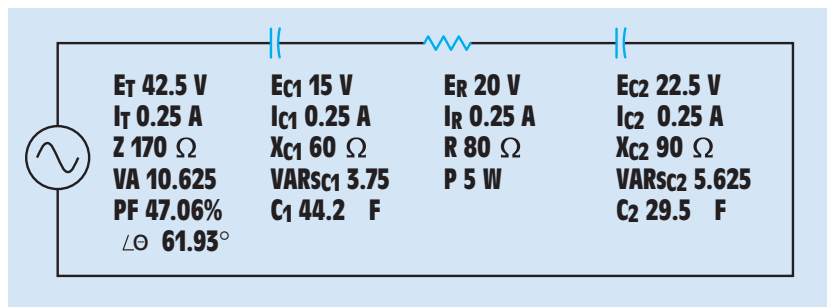 ET 42.5 V
IT 0.25 A
Z 170 Ω
VA 10.625
PF 47.06%
∠Θ 61.93°
EC1 15 V
IC1 0.25 A
XC1 60 Ω
VARSC1 3.75
C1 44.2 F
ER 20 V
IR 0.25 A
R 80 Ω
P 5 W
EC2 22.5 V
IC2 0.25 A
XC2 90 Ω
VARSC2 5.625
C2 29.5 F